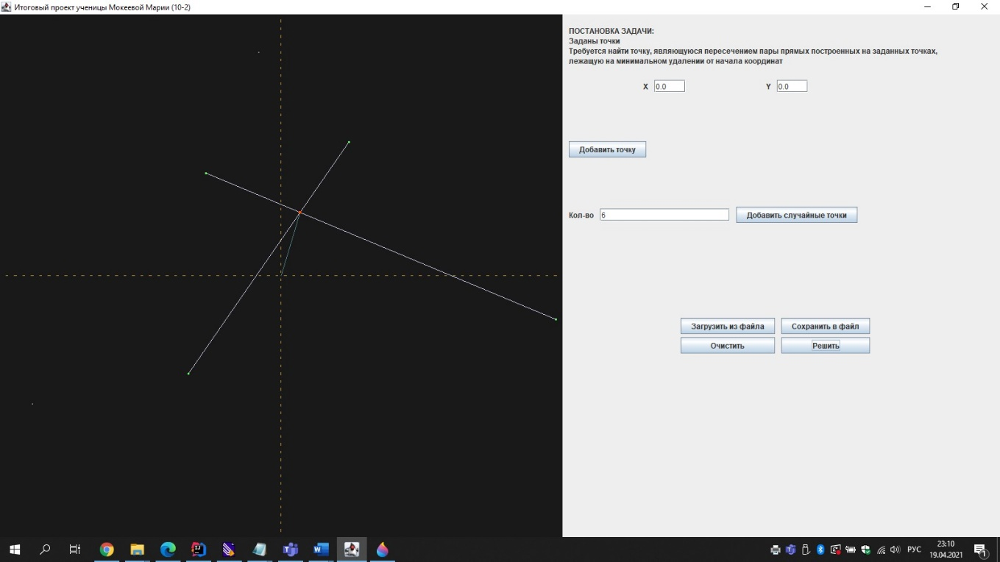 Итоговый проект ученицы Мокеевой Марии (10-2)
ПОСТАНОВКА ЗАДАЧИ:
Заданы точки
Требуется найти точку, являющуюся пересечением пары прямых построенных на заданных точках,
лежащую на минимальном удалении от начала координат
X 0.0 Y 0.0
Добавить точку
Кол-во 6 Добавить случайные точки
Загрузить из файла Сохранить в файл
Очистить Решить
РУС
23:10
19.04.2021
1